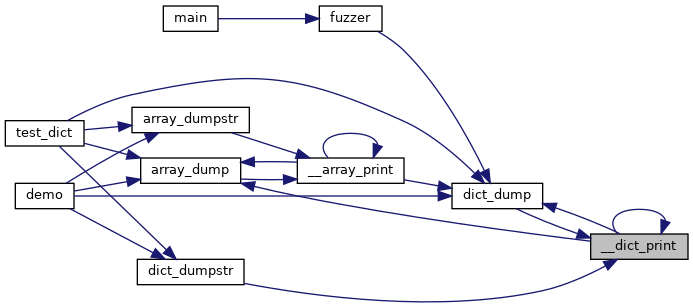 main
fuzzer
test_dict
array_dumpstr
array_dump
__array_print
demo
dict_dump
dict_dumpstr
__dict_print